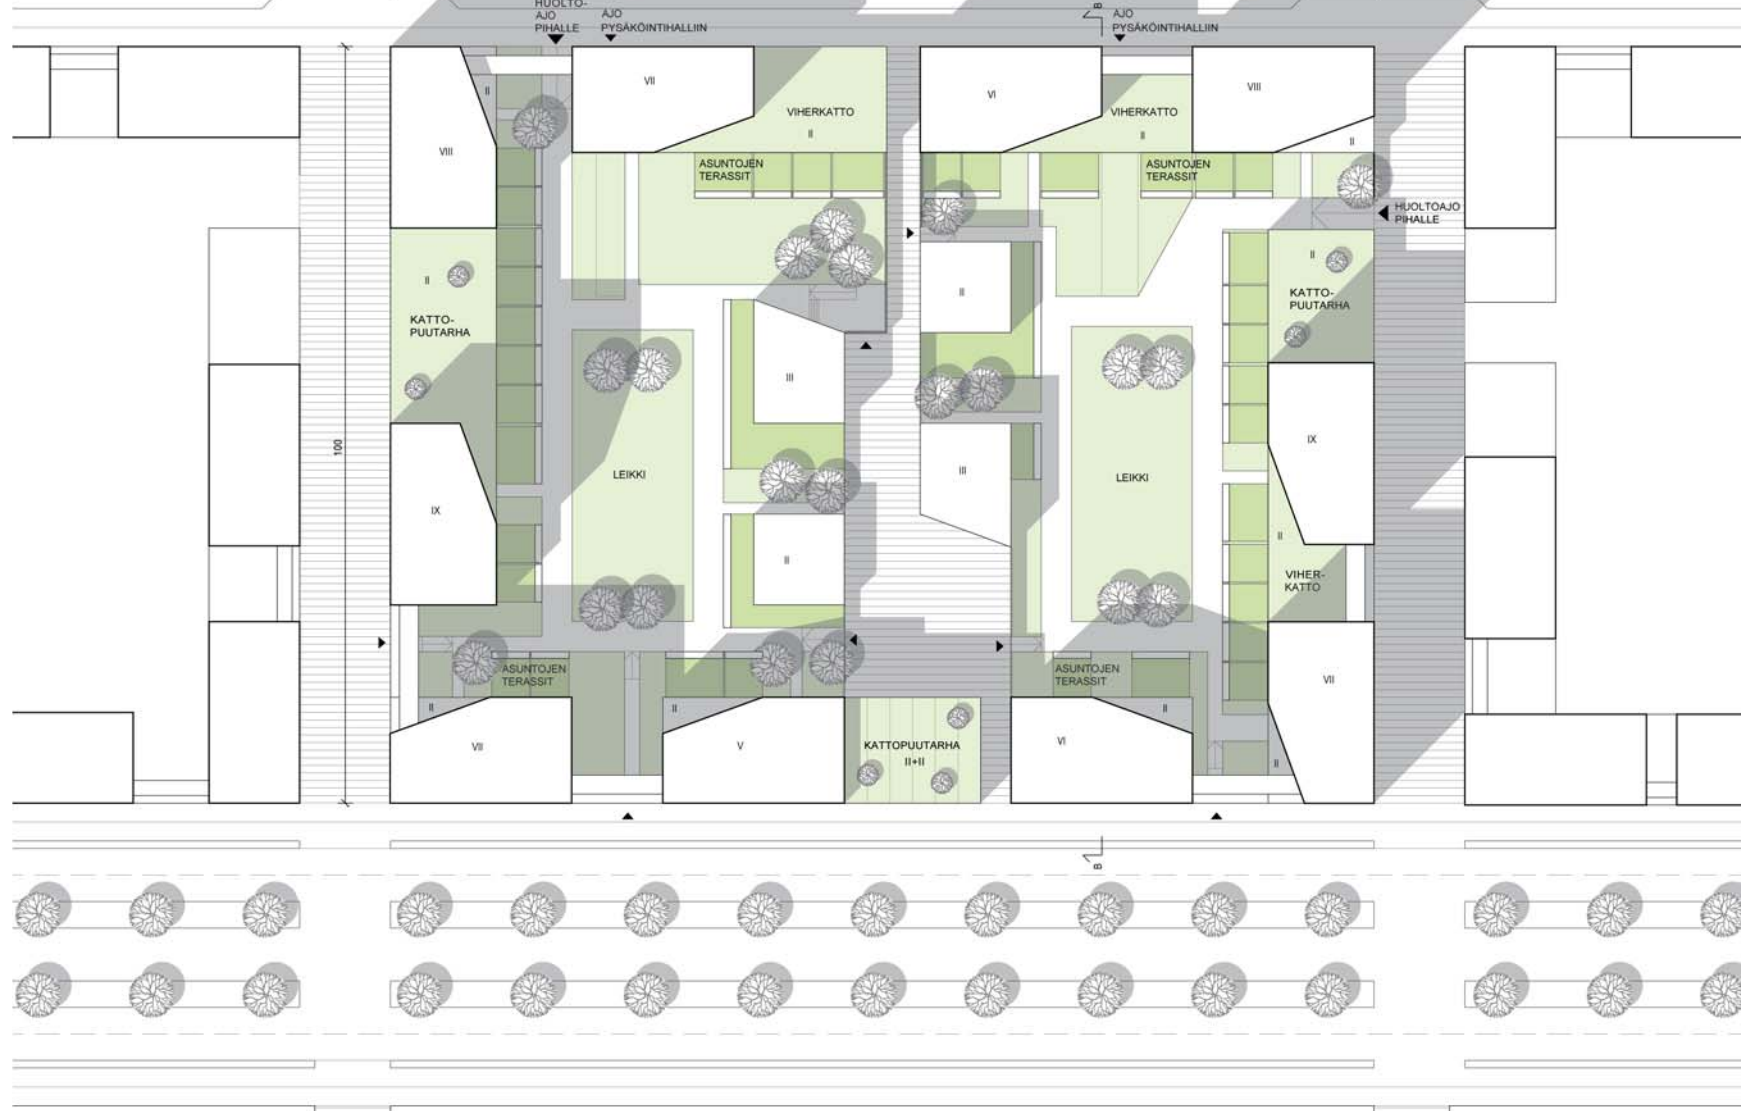 HUOLTO-
AJO
PIHALLE
AJO
PYSÄKÖINTIHALLIIN
B
AJO
PYSÄKÖINTIHALLIIN
VII
VI
VIII
II
VIHERKATTO
II
VIHERKATTO
II
II
VIII
ASUNTOJEN
TERASSIT
ASUNTOJEN
TERASSIT
HUOLTOAJO
PIHALLE
II
KATTO-
PUUTARHA
II
II
KATTO-
PUUTARHA
III
100
LEIKKI
III
LEIKKI
IX
IX
II
II
VIHER-
KATTO
ASUNTOJEN
TERASSIT
ASUNTOJEN
TERASSIT
VII
II
II
II
VII
V
KATTOPUUTARHA
II+II
VI
II
B